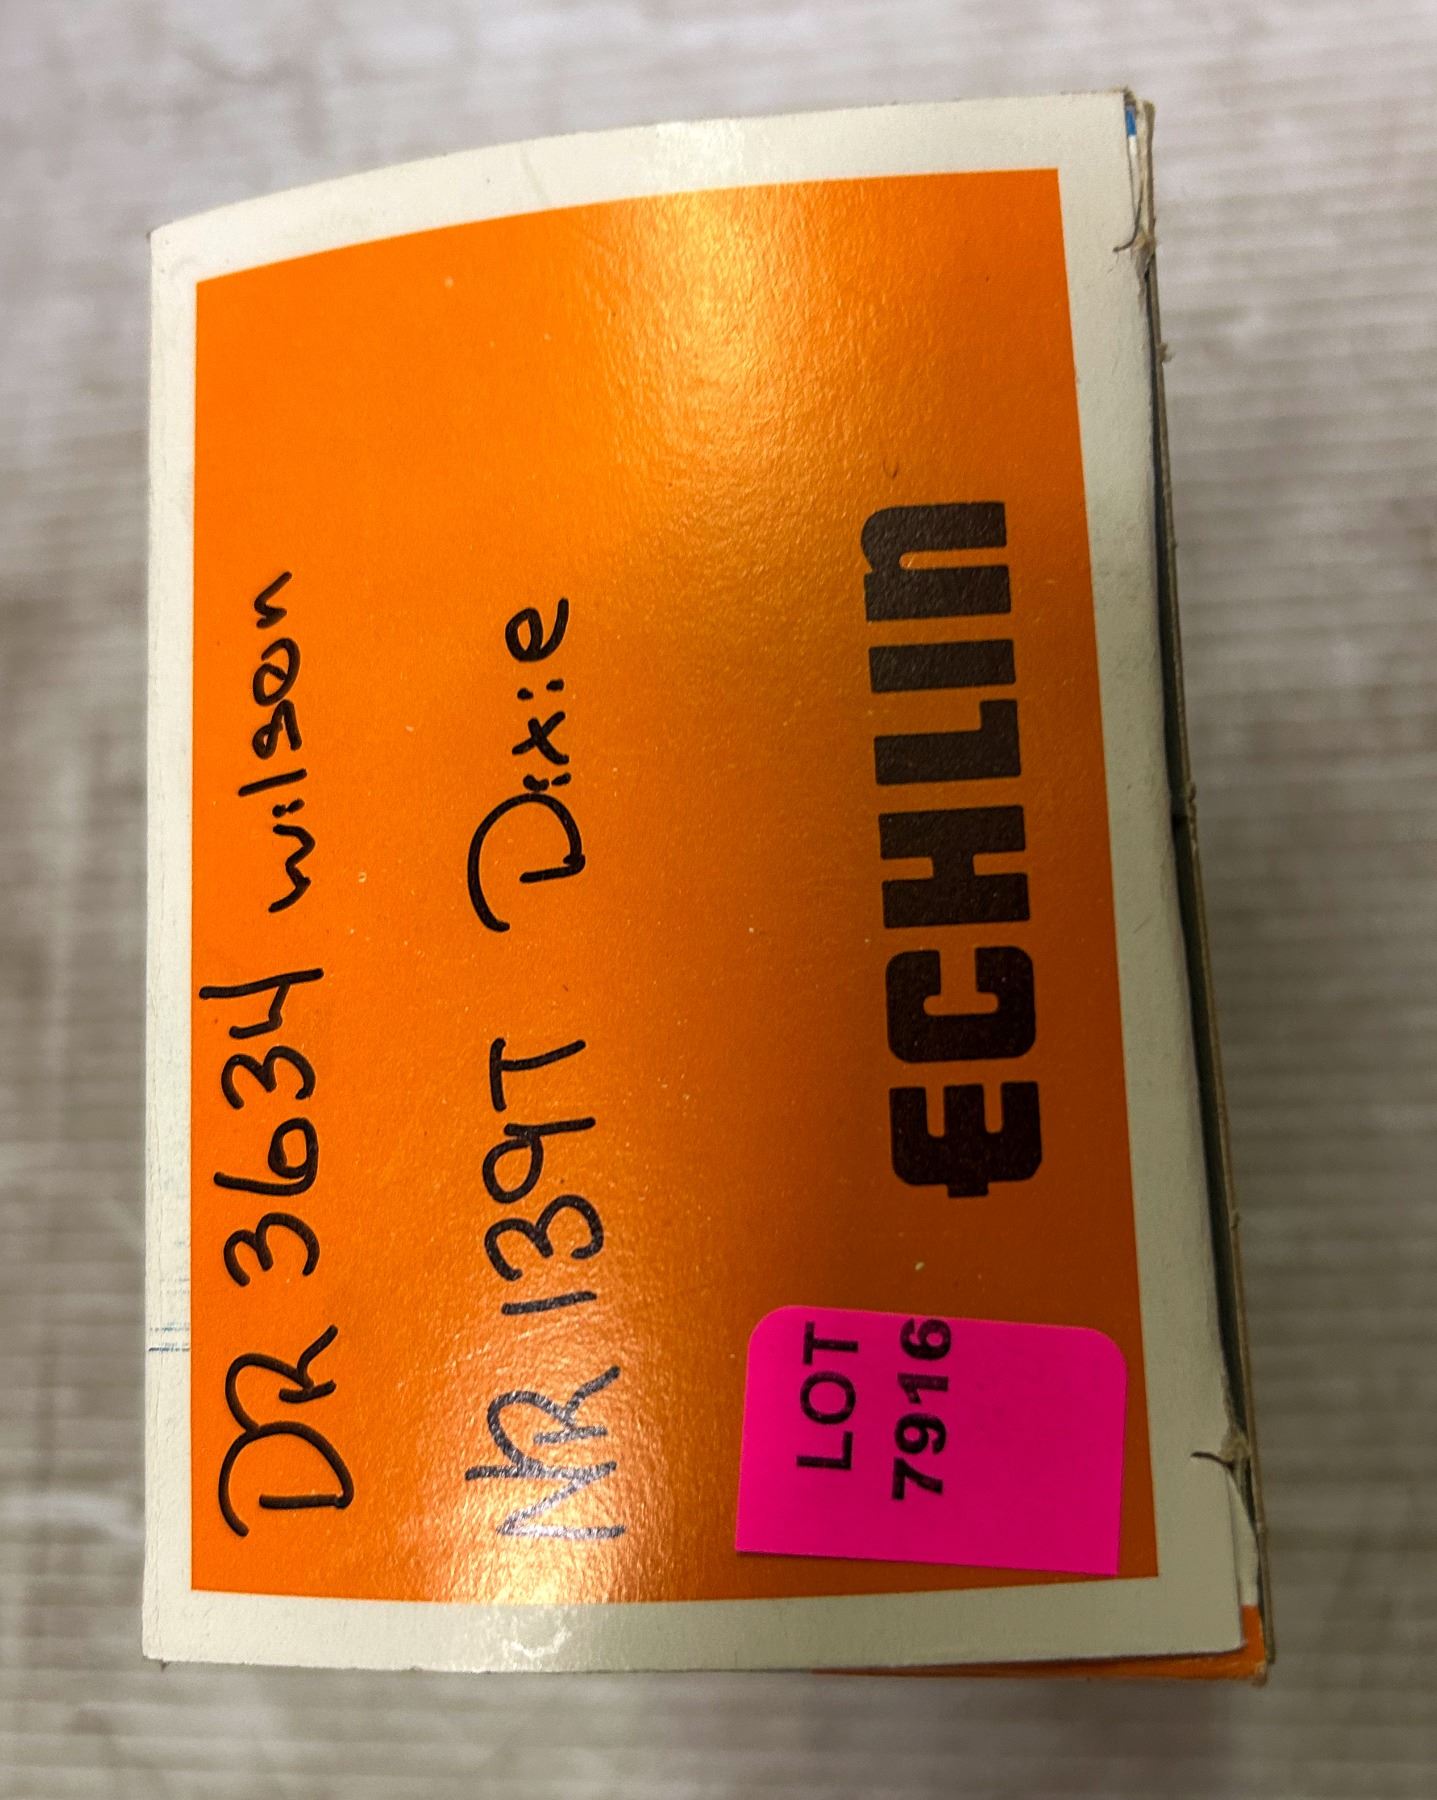 DR 3634 wilson
NR 139T Dixie
ECHLIN
LOT
7916